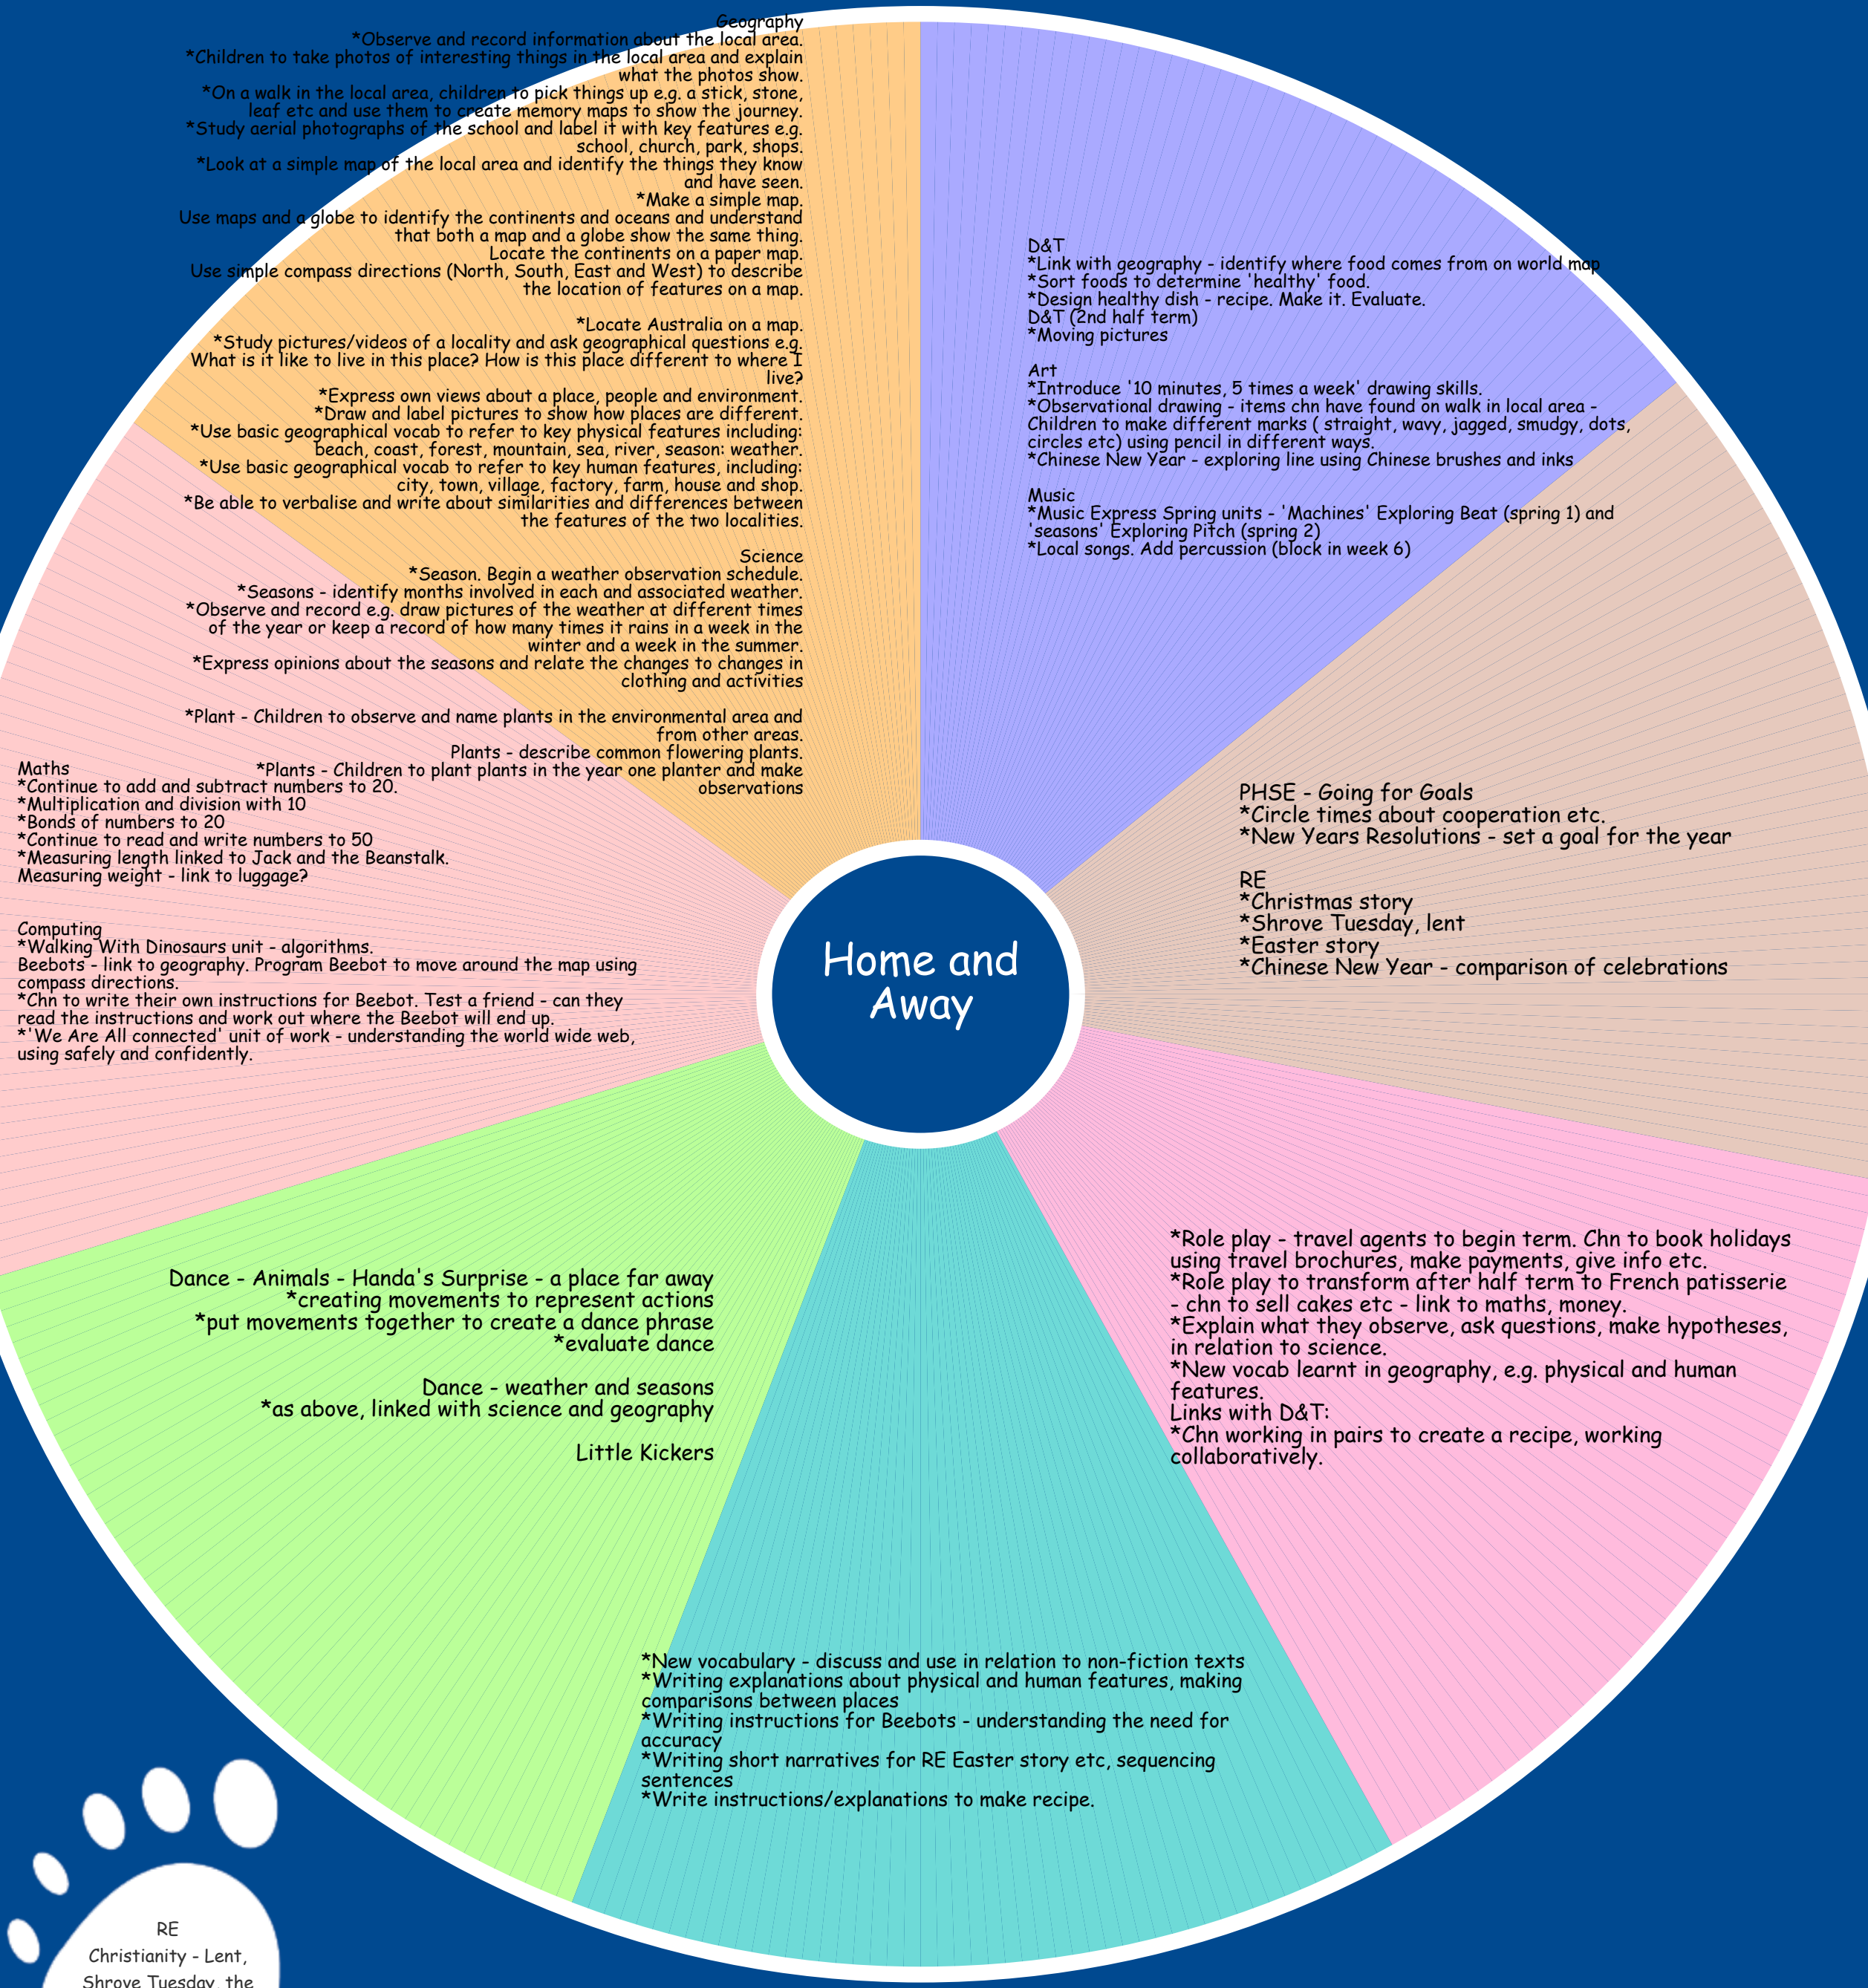 Geography
*Observe and record information about the local area.
*Children to take photos of interesting things in the local area and explain
what the photos show.
*On a walk in the local area, children to pick things up e.g. a stick, stone,
leaf etc and use them to create memory maps to show the journey.
*Study aerial photographs of the school and label it with key features e.g.
school, church, park, shops.
*Look at a simple map of the local area and identify the things they know
and have seen.
*Make a simple map.
Use maps and a globe to identify the continents and oceans and understand
that both a map and a globe show the same thing.
Locate the continents on a paper map.
Use simple compass directions (North, South, East and West) to describe
the location of features on a map.
*Locate Australia on a map.
*Study pictures/videos of a locality and ask geographical questions e.g.
What is it like to live in this place? How is this place different to where I
live?
*Express own views about a place, people and environment.
*Draw and label pictures to show how places are different.
*Use basic geographical vocab to refer to key physical features including:
beach, coast, forest, mountain, sea, river, season: weather.
*Use basic geographical vocab to refer to key human features, including:
city, town, village, factory, farm, house and shop.
*Be able to verbalise and write about similarities and differences between
the features of the two localities.
Science
*Season. Begin a weather observation schedule.
*Seasons - identify months involved in each and associated weather.
*Observe and record e.g. draw pictures of the weather at different times
of the year or keep a record of how many times it rains in a week in the
winter and a week in the summer.
*Express opinions about the seasons and relate the changes to changes in
clothing and activities
*Plant - Children to observe and name plants in the environmental area and
from other areas.
Plants - describe common flowering plants.
*Plants - Children to plant plants in the year one planter and make
observations
D&T
*Link with geography - identify where food comes from on world map
*Sort foods to determine 'healthy' food.
*Design healthy dish - recipe. Make it. Evaluate.
D&T (2nd half term)
*Moving pictures
Art
*Introduce '10 minutes, 5 times a week' drawing skills.
*Observational drawing - items chn have found on walk in local area -
Children to make different marks ( straight, wavy, jagged, smudgy, dots,
circles etc) using pencil in different ways.
*Chinese New Year - exploring line using Chinese brushes and inks
Music
*Music Express Spring units - 'Machines' Exploring Beat (spring 1) and
'seasons' Exploring Pitch (spring 2)
*Local songs. Add percussion (block in week 6)
Maths
*Continue to add and subtract numbers to 20.
*Multiplication and division with 10
*Bonds of numbers to 20
*Continue to read and write numbers to 50
*Measuring length linked to Jack and the Beanstalk.
Measuring weight - link to luggage?
Computing
*Walking With Dinosaurs unit - algorithms.
Beebots - link to geography. Program Beebot to move around the map using
compass directions.
*Chn to write their own instructions for Beebot. Test a friend - can they
read the instructions and work out where the Beebot will end up.
*'We Are All connected' unit of work - understanding the world wide web,
using safely and confidently.
Home and
Away
PHSE - Going for Goals
*Circle times about cooperation etc.
*New Years Resolutions - set a goal for the year
RE
*Christmas story
*Shrove Tuesday, lent
*Easter story
*Chinese New Year - comparison of celebrations
Dance - Animals - Handa's Surprise - a place far away
*creating movements to represent actions
*put movements together to create a dance phrase
*evaluate dance
Dance - weather and seasons
*as above, linked with science and geography
Little Kickers
*Role play - travel agents to begin term. Chn to book holidays
using travel brochures, make payments, give info etc.
*Role play to transform after half term to French patisserie
- chn to sell cakes etc - link to maths, money.
*Explain what they observe, ask questions, make hypotheses,
in relation to science.
*New vocab learnt in geography, e.g. physical and human
features.
Links with D&T:
*Chn working in pairs to create a recipe, working
collaboratively.
*New vocabulary - discuss and use in relation to non-fiction texts
*Writing explanations about physical and human features, making
comparisons between places
*Writing instructions for Beebots - understanding the need for
accuracy
*Writing short narratives for RE Easter story etc, sequencing
sentences
*Write instructions/explanations to make recipe.
RE
Christianity - Lent,
Shrove Tuesday, the